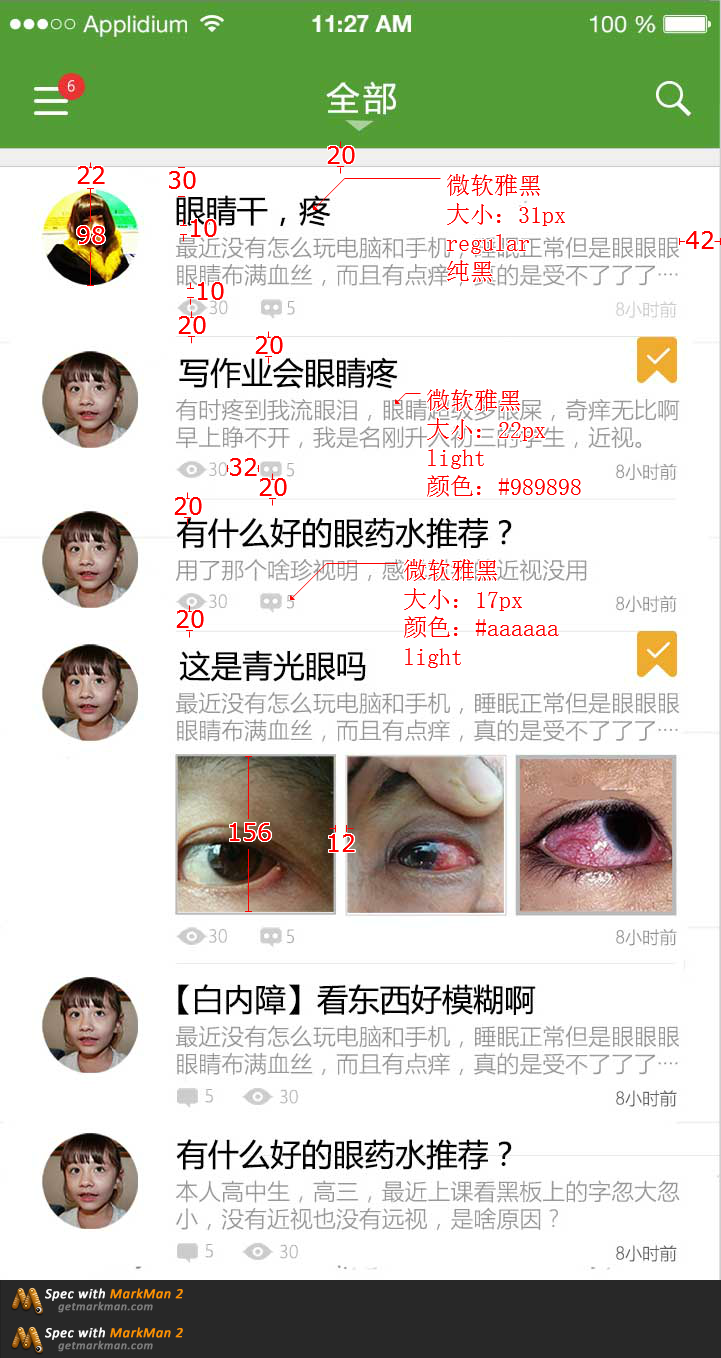 Applidium 11:27 AM 100 %
6
全部
20
22 30 微软雅黑
眼睛干，疼 大小: 31px
98 10 regular 42
最近没有怎么玩电脑和手机，睡眠正常但是眼眼眼
纯黑
眼睛布满血丝，而且有点痒，真的是受不了了了…
10
30 5 8小时前
20
20
写作业会眼睛疼
微软雅黑
有时疼到我流眼泪，眼睛超级多眼屎，奇痒无比啊
大小: 22px
早上睁不开，我是名刚升入初三的学生，近视。
light
30 32 5 8小时前
20 颜色: #989898
20
有什么好的眼药水推荐？
用了那个啥珍视明，感 近视没用
微软雅黑
30 5 大小: 17px 8小时前
20 颜色: #aaaaaa
light
这是青光眼吗
最近没有怎么玩电脑和手机，睡眠正常但是眼眼眼
眼睛布满血丝，而且有点痒，真的是受不了了了…
156 12
30 5 8小时前
【白内障】看东西好模糊啊
最近没有怎么玩电脑和手机，睡眠正常但是眼眼眼
眼睛布满血丝，而且有点痒，真的是受不了了了…
5 30 8小时前
有什么好的眼药水推荐？
本人高中生，高三，最近上课看黑板上的字忽大忽
小，没有近视也没有远视，是啥原因？
5 30 8小时前
Spec with MarkMan 2
getmarkman.com
Spec with MarkMan 2
getmarkman.com